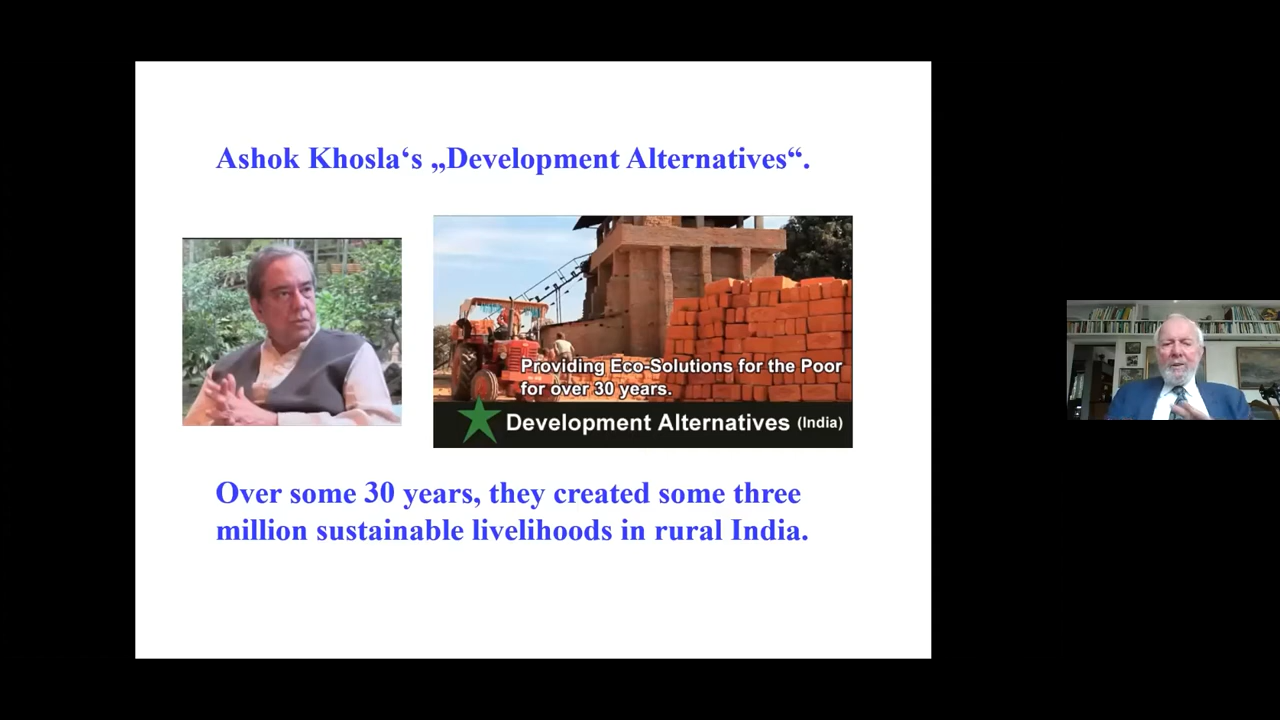 Ashok Khosla‘s „Development Alternatives“.
Providing Eco-Solutions for the Poor
for over 30 years.
Development Alternatives (India)
Over some 30 years, they created some three
million sustainable livelihoods in rural India.